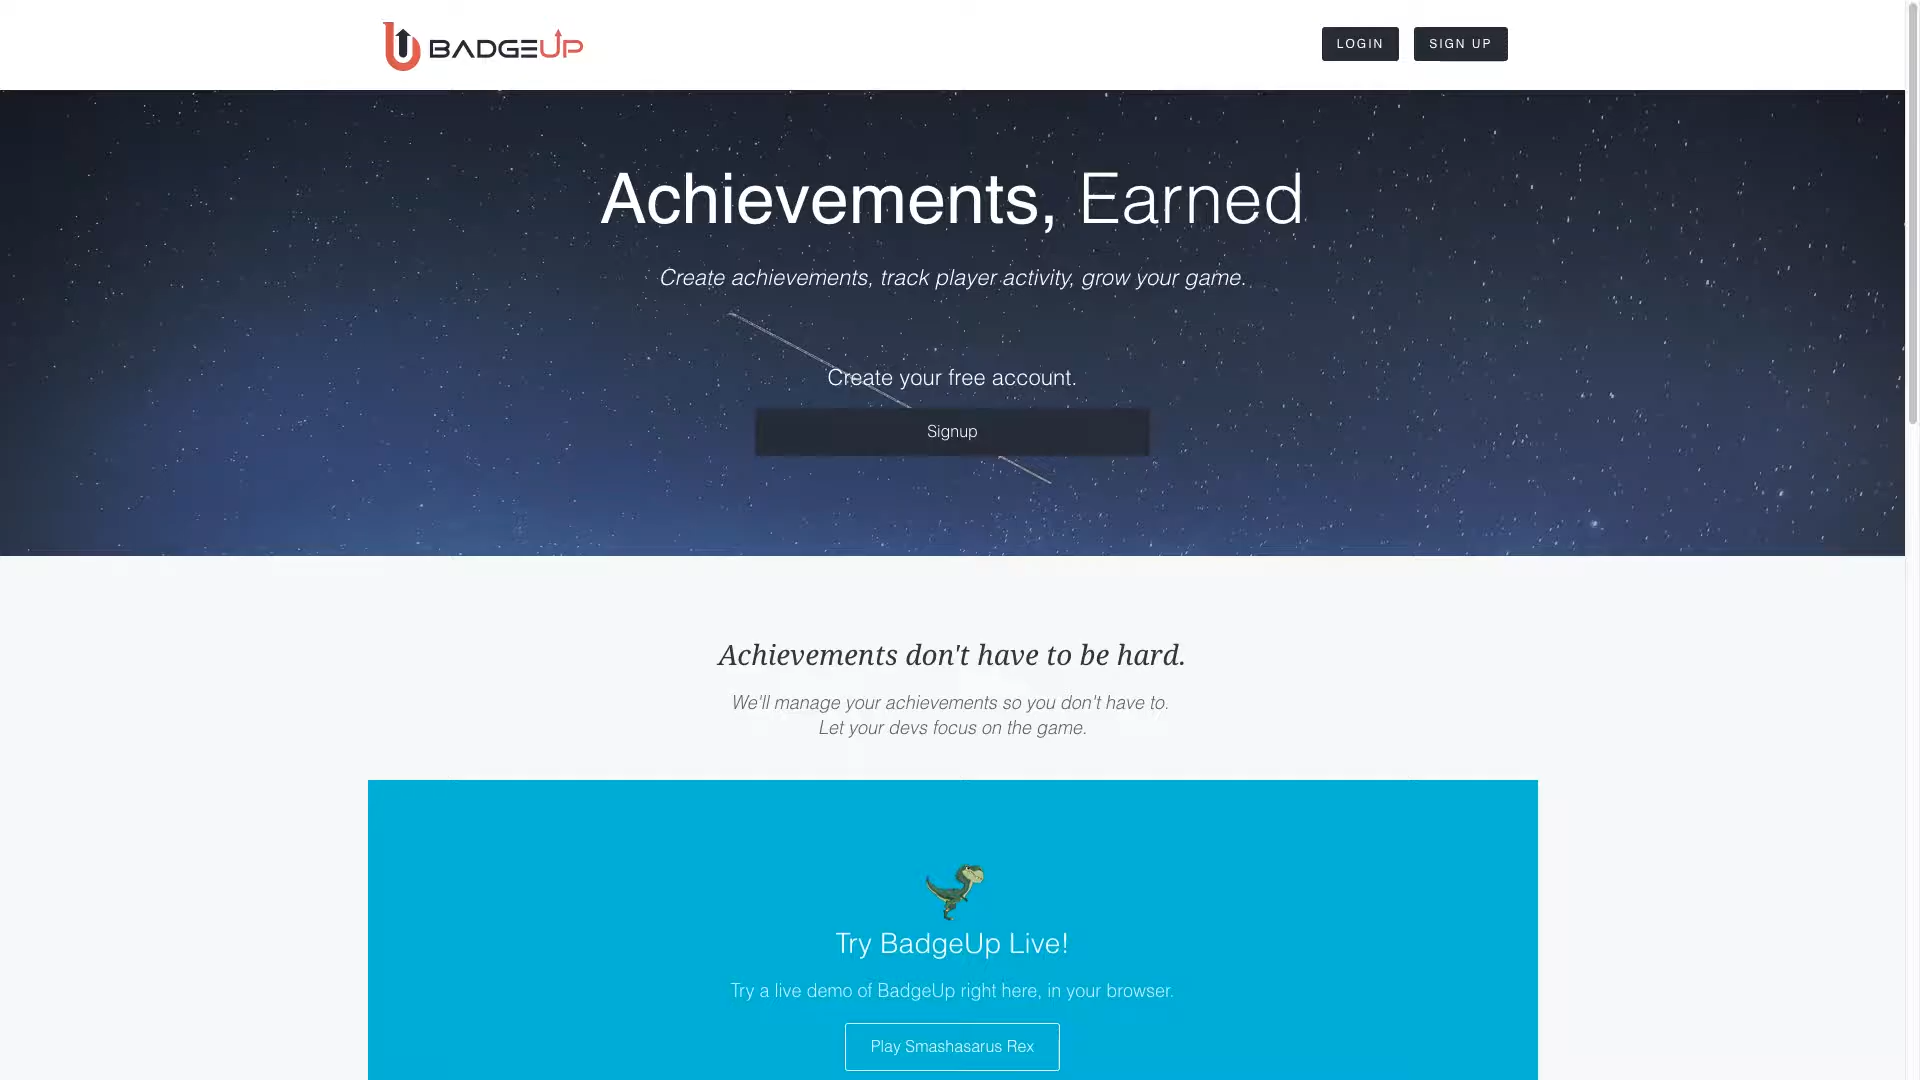 BADGEUP
LOGIN
SIGN UP
Achievements, Earned
Create achievements, track player activity, grow your game.
Create your free account.
Signup
Achievements don't have to be hard.
We'll manage your achievements so you don't have to.
Let your devs focus on the game.
Try BadgeUp Live!
Try a live demo of BadgeUp right here, in your browser.
Play Smashasarus Rex